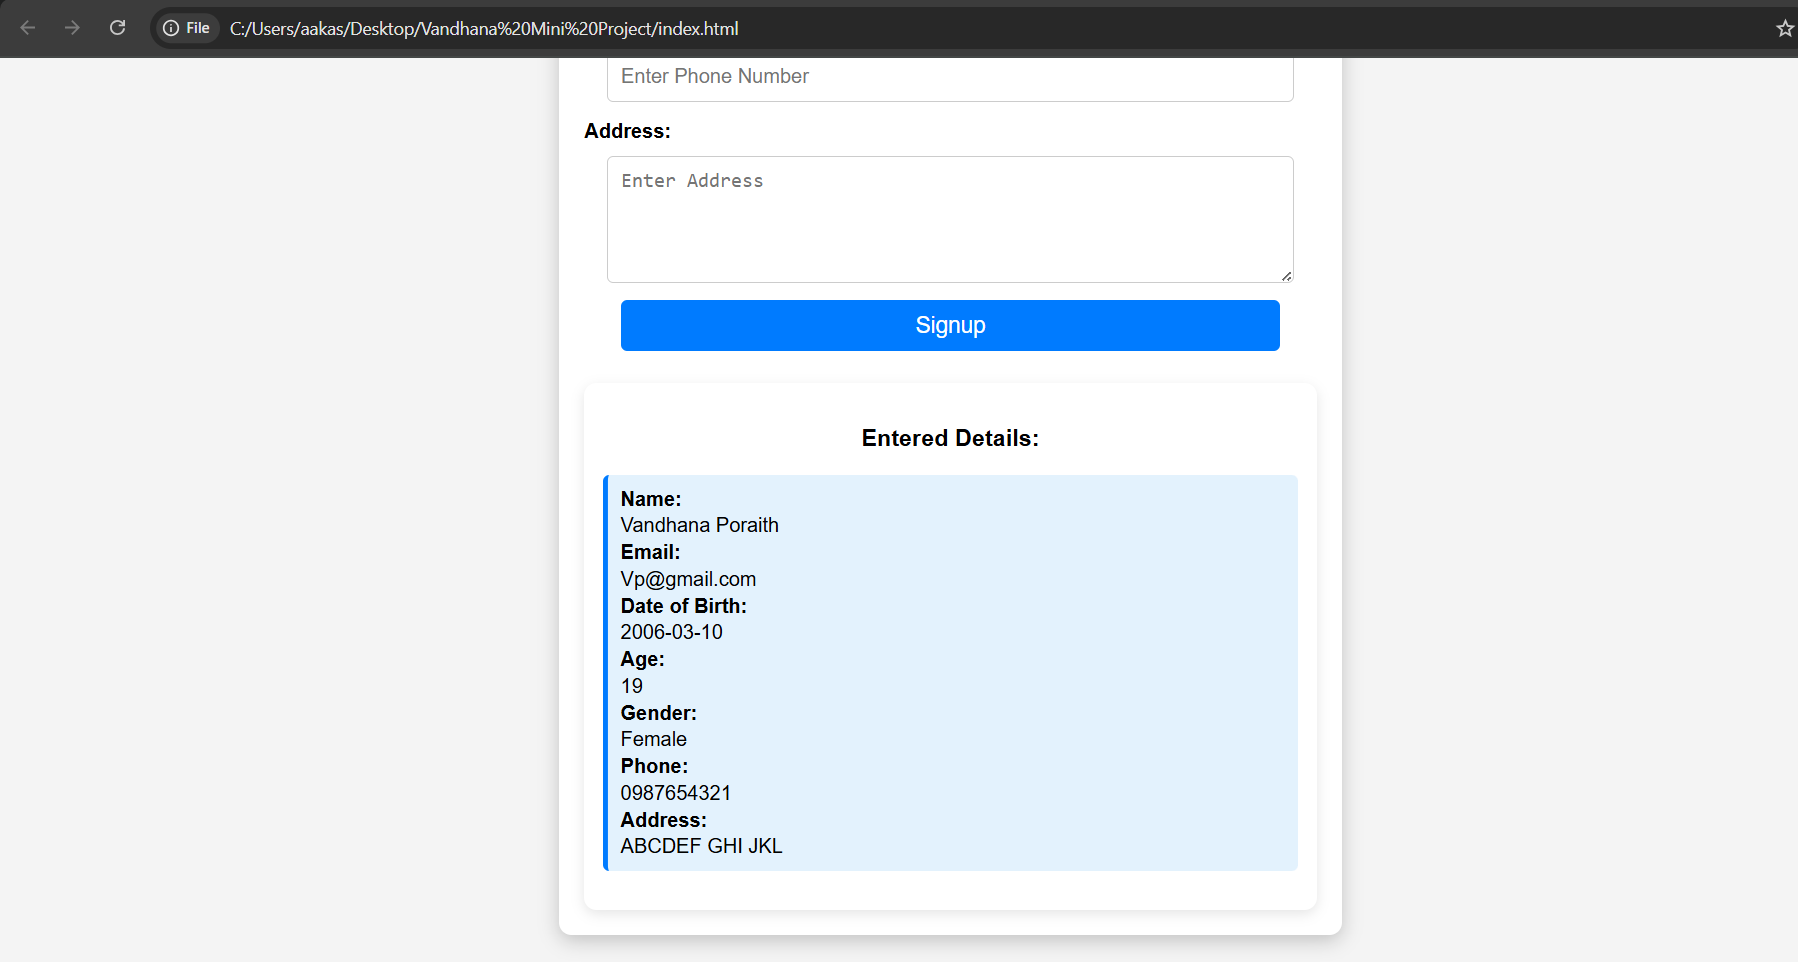 File C:/Users/aakas/Desktop/Vandhana%20Mini%20Project/index.html
Enter Phone Number
Address:
Enter Address
Signup
Entered Details:
Name:
Vandhana Poraith
Email:
Vp@gmail.com
Date of Birth:
2006-03-10
Age:
19
Gender:
Female
Phone:
0987654321
Address:
ABCDEF GHI JKL